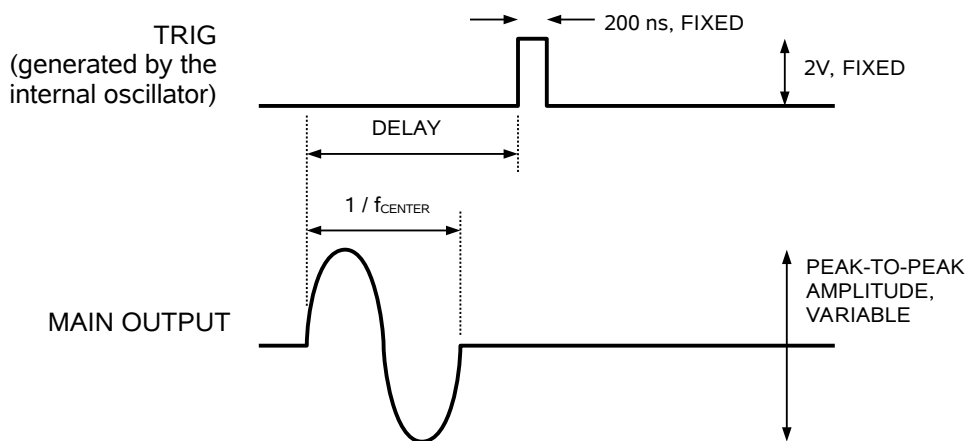 TRIG
(generated by the
internal oscillator)
200 ns, FIXED
2V, FIXED
DELAY
1 / fCENTER
MAIN OUTPUT
PEAK-TO-PEAK
AMPLITUDE,
VARIABLE